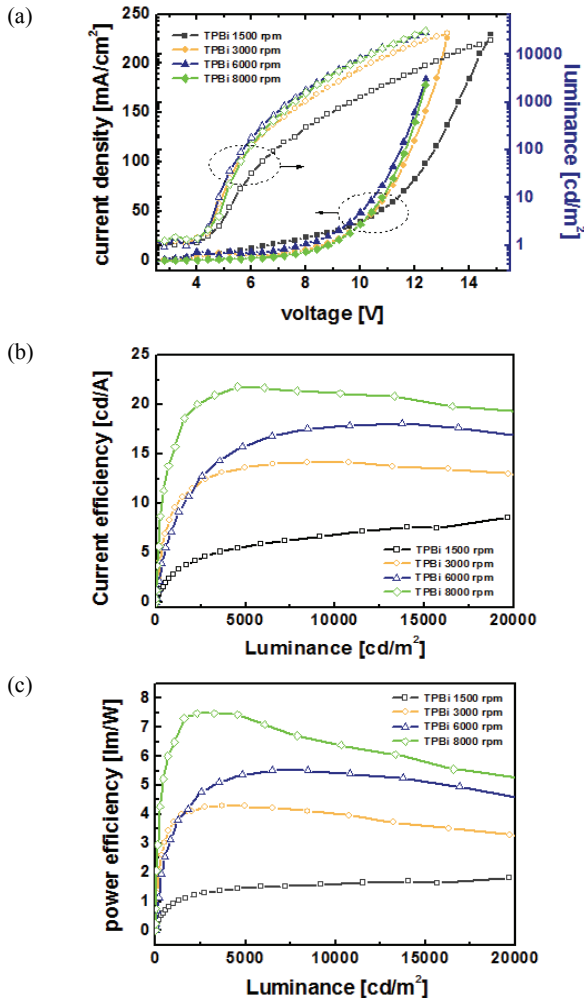 (a)
TPBi 1500 rpm
TPBi 3000 rpm
TPBi 6000 rpm
TPBi 8000 rpm
250
200
150
100
50
0
current density [mA/cm²]
10000
1000
100
10
1
luminance [cd/m²]
4 6 8 10 12 14
voltage [V]
(b)
25
20
15
10
5
0
Current efficiency [cd/A]
TPBi 1500 rpm
TPBi 3000 rpm
TPBi 6000 rpm
TPBi 8000 rpm
0 5000 10000 15000 20000
Luminance [cd/m²]
(c)
8
7
6
5
4
3
2
1
0
power efficiency [lm/W]
TPBi 1500 rpm
TPBi 3000 rpm
TPBi 6000 rpm
TPBi 8000 rpm
0 5000 10000 15000 20000
Luminance [cd/m²]